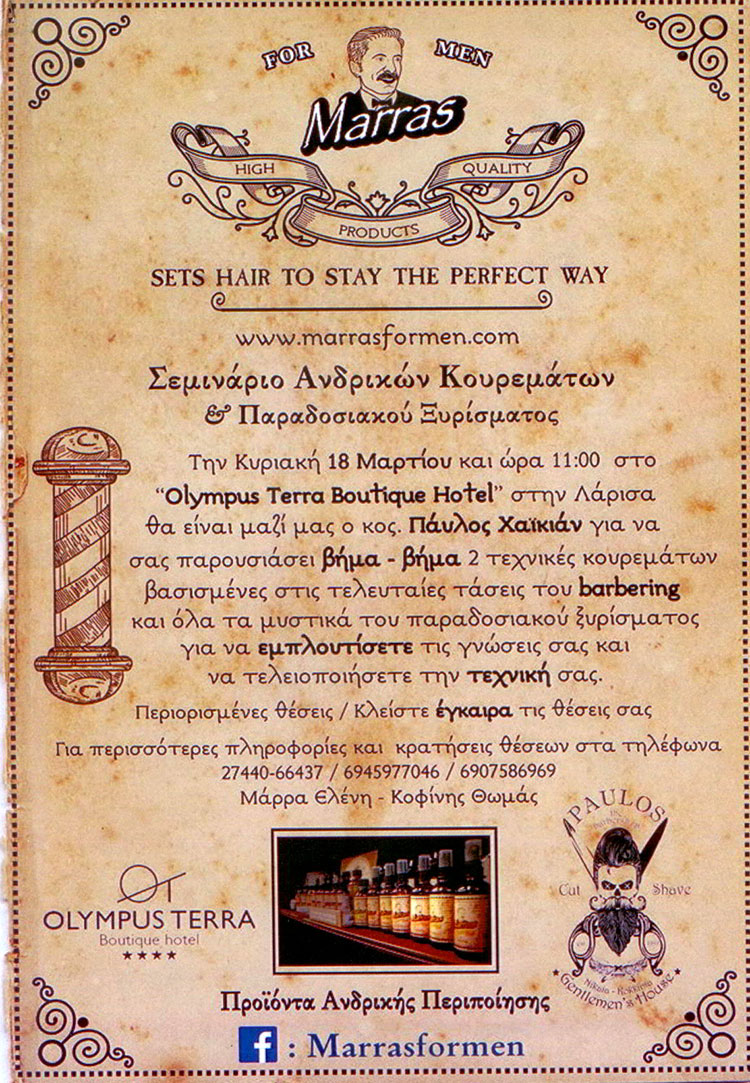 FOR MEN
Marras
HIGH QUALITY
PRODUCTS
SETS HAIR TO STAY THE PERFECT WAY
www.marrasformen.com
Σεμινάριο Ανδρικών Κουρεμάτων
& Παραδοσιακού Ξυρίσματος
Την Κυριακή 18 Μαρτίου και ώρα 11:00 στο
“Olympus Terra Boutique Hotel” στην Λάρισα
θα είναι μαζί μας ο κος. Πάυλος Χαϊκιάν για να
σας παρουσιάσει βήμα - βήμα 2 τεχνικές κουρεμάτων
βασισμένες στις τελευταίες τάσεις του barbering
και όλα τα μυστικά του παραδοσιακού ξυρίσματος
για να εμπλουτίσετε τις γνώσεις σας και
να τελειοποιήσετε την τεχνική σας.
Περιορισμένες θέσεις / Κλείστε έγκαιρα τις θέσεις σας
Για περισσότερες πληροφορίες και κρατήσεις θέσεων στα τηλέφωνα
27440-66437 / 6945977046 / 6907586969
Μάρρα Ελένη - Κοφίνης Θωμάς
PAULOS
Cut Shave
Gentlemen's House
OT
OLYMPUS TERRA
Boutique hotel
Προϊόντα Ανδρικής Περιποίησης
f : Marrasformen